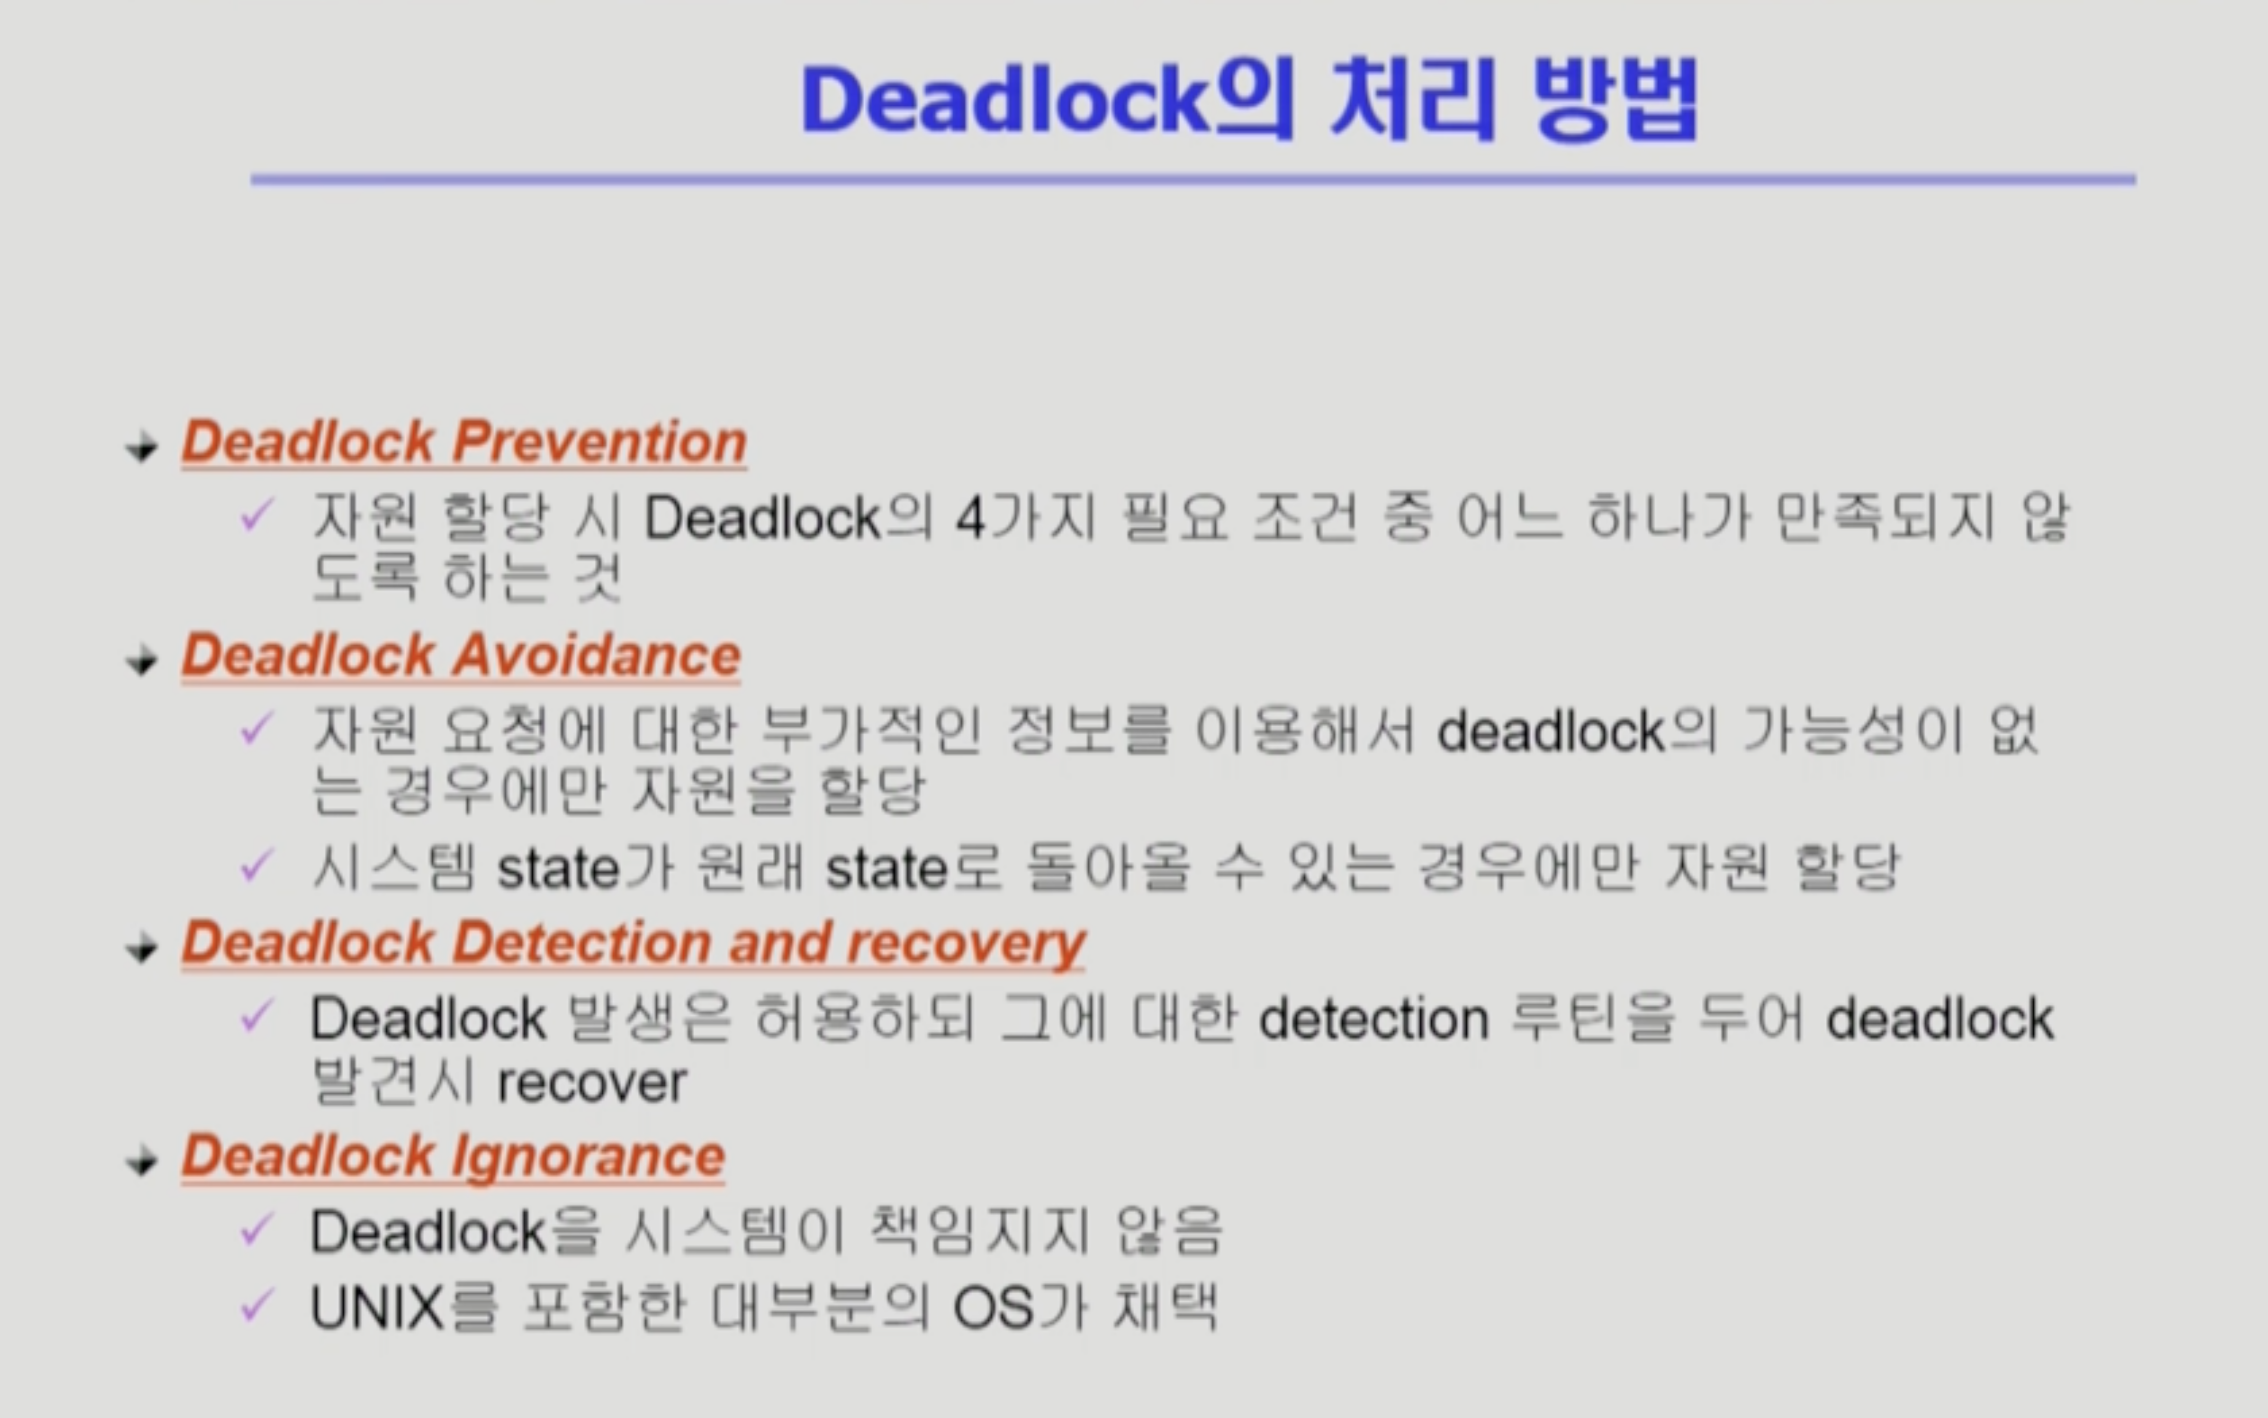 Deadlock의 처리 방법
Deadlock Prevention
자원 할당 시 Deadlock의 4가지 필요 조건 중 어느 하나가 만족되지 않
도록 하는 것
Deadlock Avoidance
자원 요청에 대한 부가적인 정보를 이용해서 deadlock의 가능성이 없
는 경우에만 자원을 할당
시스템 state가 원래 state로 돌아올 수 있는 경우에만 자원 할당
Deadlock Detection and recovery
Deadlock 발생은 허용하되 그에 대한 detection 루틴을 두어 deadlock
발견시 recover
Deadlock Ignorance
Deadlock을 시스템이 책임지지 않음
UNIX를 포함한 대부분의 OS가 채택